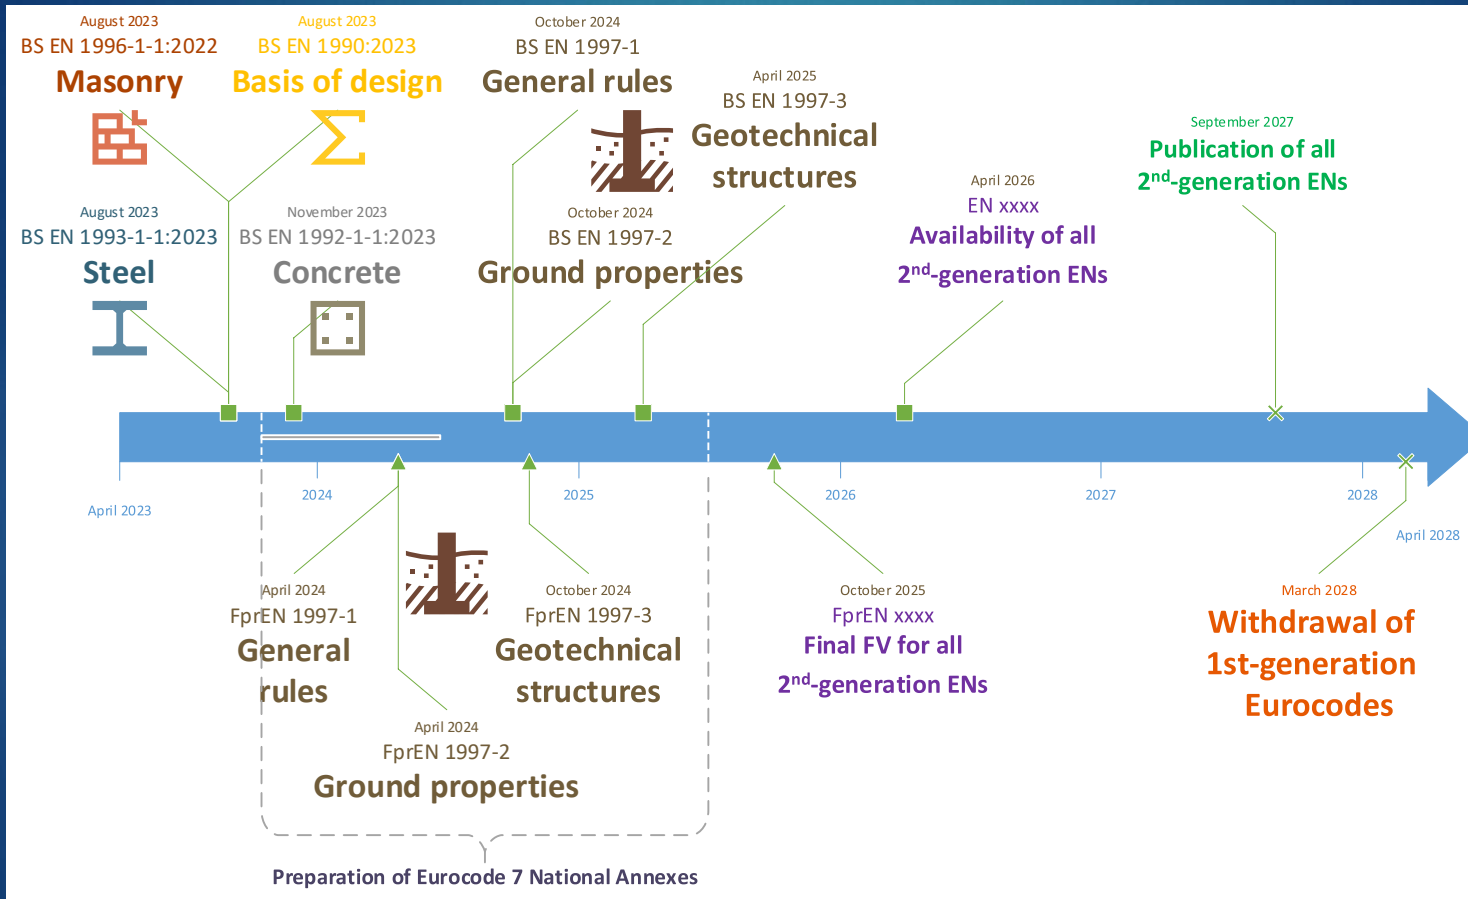 August 2023
BS EN 1996-1-1:2022
Masonry
August 2023
BS EN 1990:2023
Basis of design
October 2024
BS EN 1997-1
General rules
April 2025
BS EN 1997-3
Geotechnical
structures
September 2027
Publication of all
2nd-generation ENs
August 2023
BS EN 1993-1-1:2023
Steel
November 2023
BS EN 1992-1-1:2023
Concrete
October 2024
BS EN 1997-2
Ground properties
April 2026
EN xxxx
Availability of all
2nd-generation ENs
April 2023
2024
2025
2026
2027
2028
April 2028
April 2024
FprEN 1997-1
General
rules
October 2024
FprEN 1997-3
Geotechnical
structures
October 2025
FprEN xxxx
Final FV for all
2nd-generation ENs
March 2028
Withdrawal of
1st-generation
Eurocodes
April 2024
FprEN 1997-2
Ground properties
Preparation of Eurocode 7 National Annexes